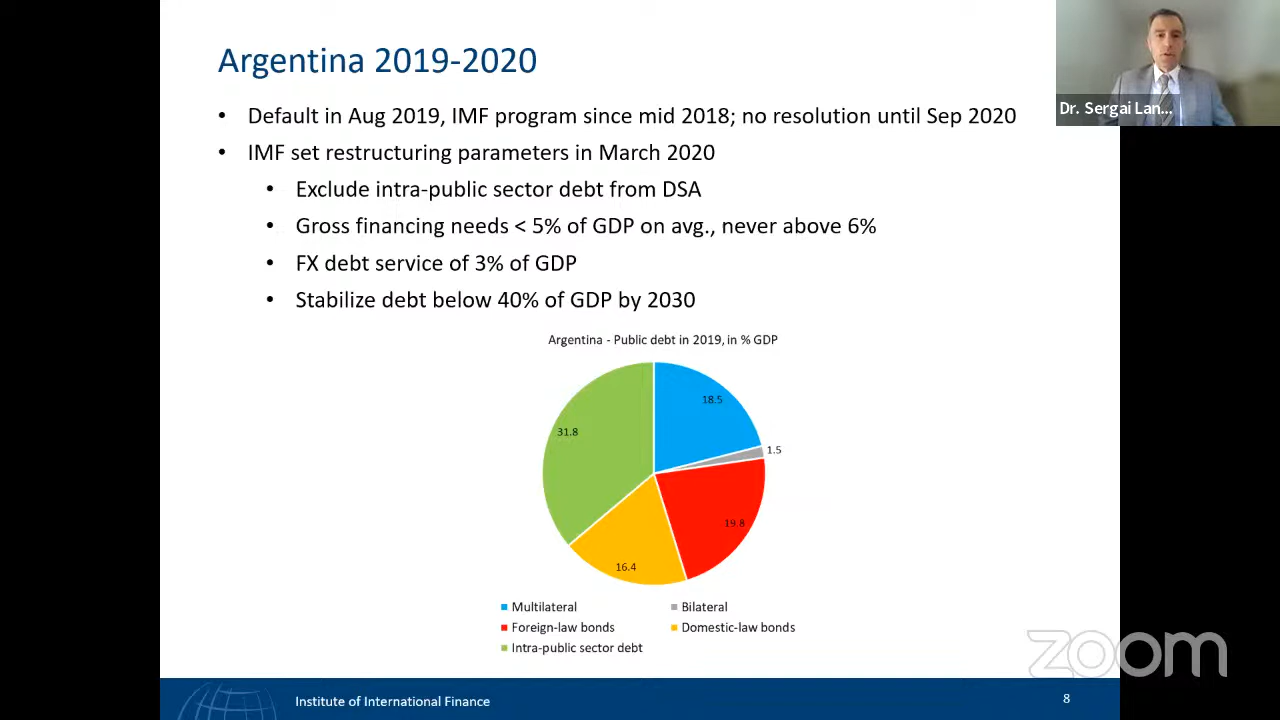 Argentina 2019-2020
Dr. Sergai Lan...
• Default in Aug 2019, IMF program since mid 2018; no resolution until Sep 2020
• IMF set restructuring parameters in March 2020
• Exclude intra-public sector debt from DSA
• Gross financing needs < 5% of GDP on avg., never above 6%
• FX debt service of 3% of GDP
• Stabilize debt below 40% of GDP by 2030
Argentina - Public debt in 2019, in % GDP
18.5
31.8
1.5
19.8
16.4
Multilateral
Bilateral
Foreign-law bonds
Domestic-law bonds
Intra-public sector debt
zoom
Institute of International Finance
8